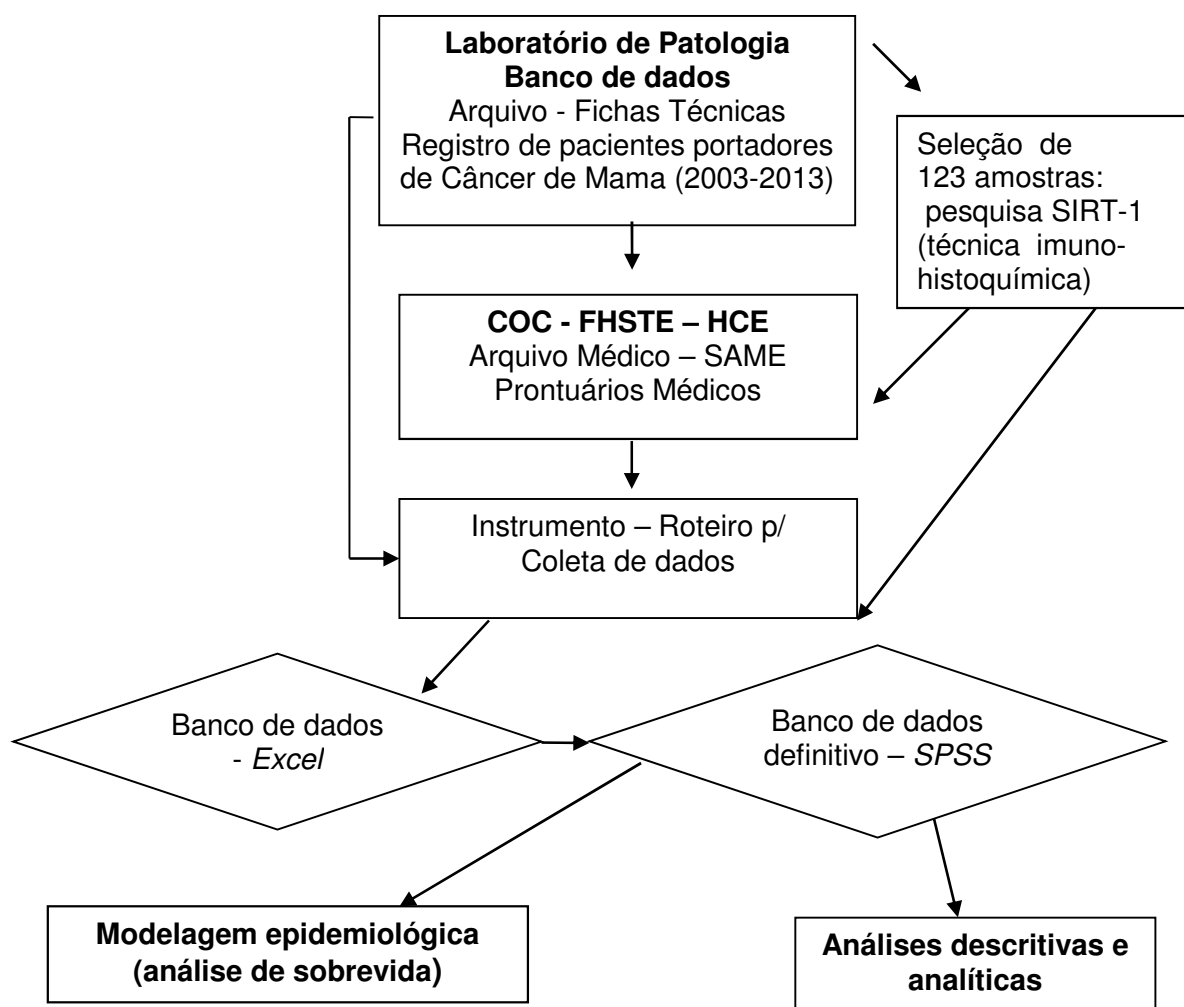 Laboratório de Patologia
Banco de dados
Arquivo - Fichas Técnicas
Registro de pacientes portadores
de Câncer de Mama (2003-2013)
Seleção de
123 amostras:
pesquisa SIRT-1
(técnica imuno-
histoquímica)
COC - FHSTE – HCE
Arquivo Médico – SAME
Prontuários Médicos
Instrumento – Roteiro p/
Coleta de dados
Banco de dados
- Excel
Banco de dados
definitivo – SPSS
Modelagem epidemiológica
(análise de sobrevida)
Análises descritivas e
analíticas